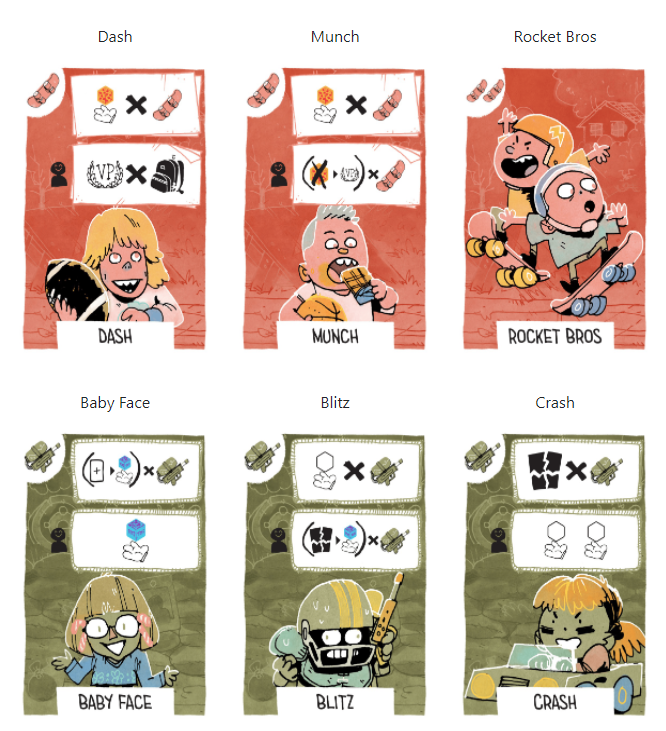 Dash
Munch
Rocket Bros
VP
VP
DASH
MUNCH
ROCKET BROS
Baby Face
Blitz
Crash
BABY FACE
BLITZ
CRASH